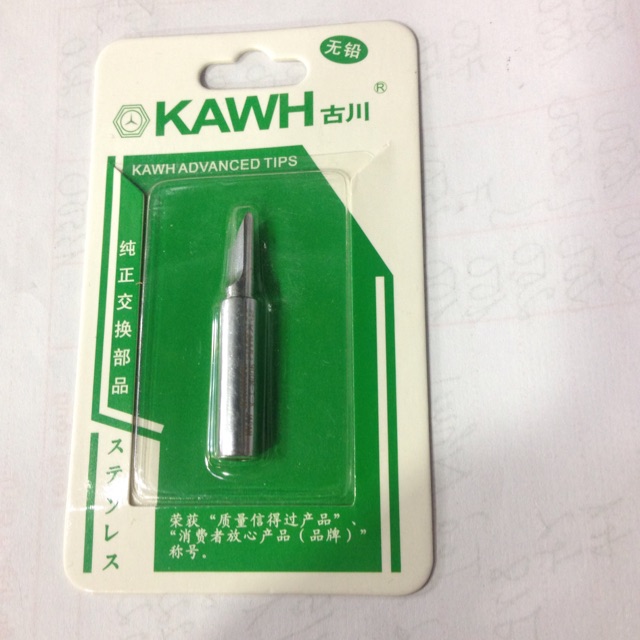 无铅
KAWH古川®
KAWH ADVANCED TIPS
纯正交换部品
ステンレス
荣获“质量信得过产品”、
“消费者放心产品（品牌）”
称号。